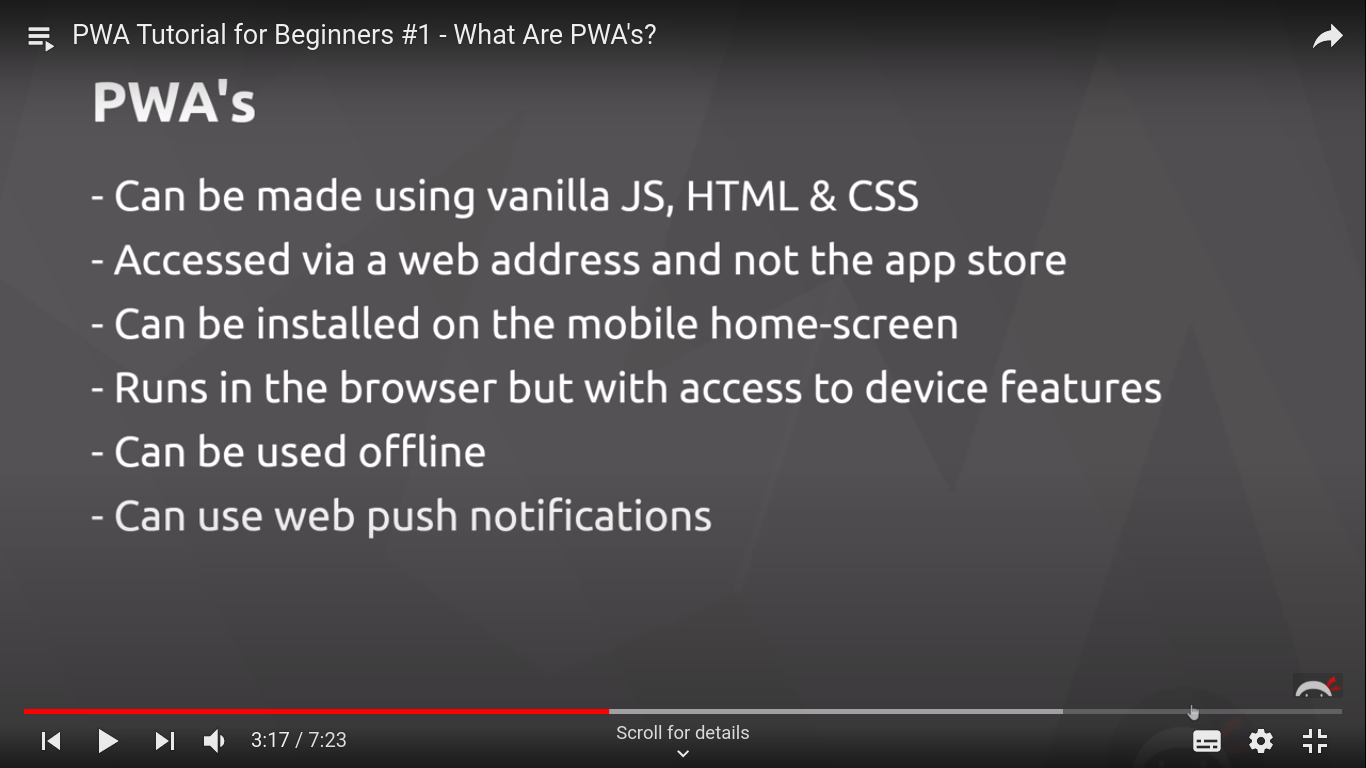 PWA Tutorial for Beginners #1 - What Are PWA's?
PWA's
- Can be made using vanilla JS, HTML & CSS
- Accessed via a web address and not the app store
- Can be installed on the mobile home-screen
- Runs in the browser but with access to device features
- Can be used offline
- Can use web push notifications
3:17 / 7:23
Scroll for details